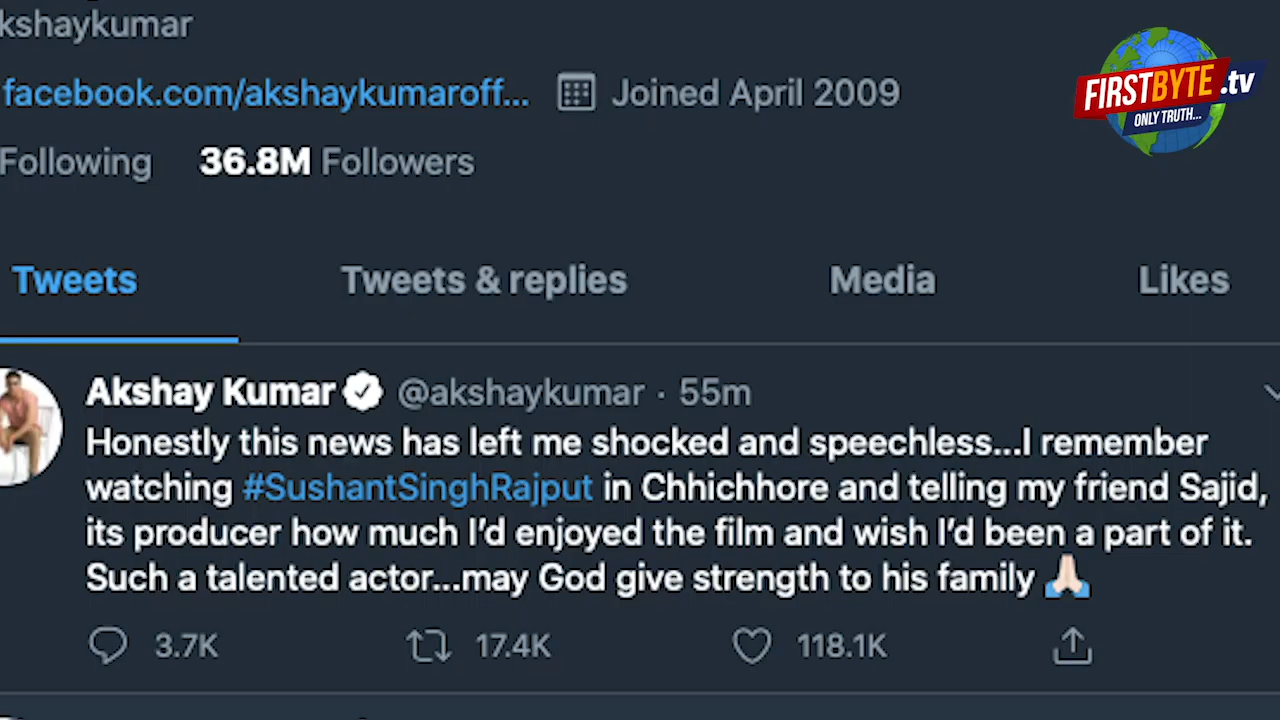 kshaykumar
facebook.com/akshaykumaroff... Joined April 2009
Following 36.8M Followers
FIRSTBYTE.tv
ONLY TRUTH...
Tweets Tweets & replies Media Likes
Akshay Kumar @akshaykumar · 55m
Honestly this news has left me shocked and speechless...I remember
watching #SushantSinghRajput in Chhichhore and telling my friend Sajid,
its producer how much I’d enjoyed the film and wish I’d been a part of it.
Such a talented actor...may God give strength to his family 🙏🏻
3.7K 17.4K 118.1K